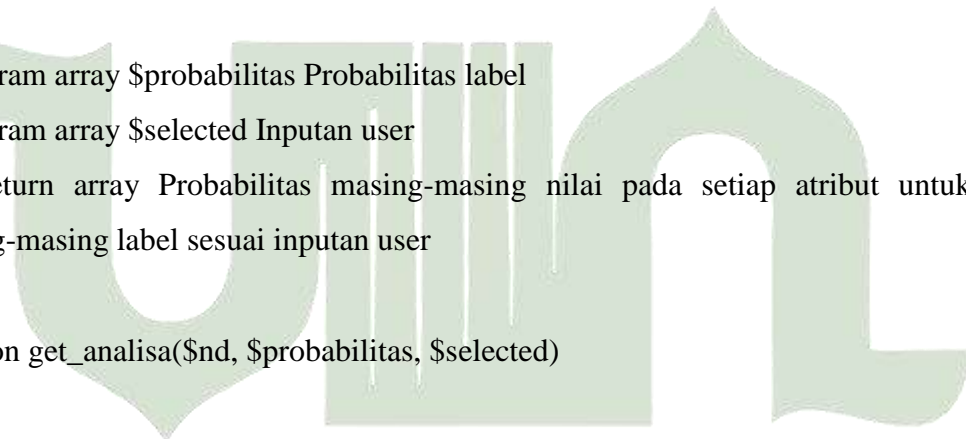 ram array $probabilitas Probabilitas label
ram array $selected Inputan user
eturn array Probabilitas masing-masing nilai pada setiap atribut untuk
g-masing label sesuai inputan user
on get_analisa($nd, $probabilitas, $selected)